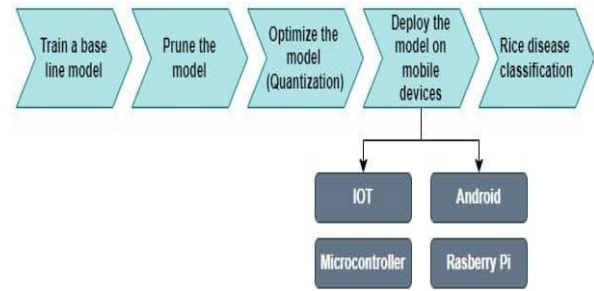 Train a base
line model
Prune the
model
Optimize the
model
(Quantization)
Deploy the
model on
mobile
devices
Rice disease
classification
IOT
Android
Microcontroller
Rasberry Pi